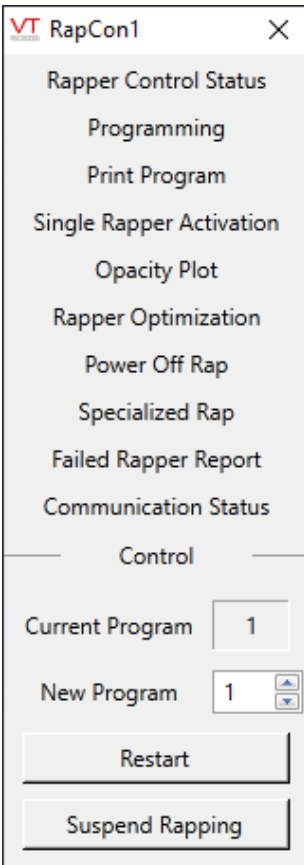 VT RapCon1
Rapper Control Status
Programming
Print Program
Single Rapper Activation
Opacity Plot
Rapper Optimization
Power Off Rap
Specialized Rap
Failed Rapper Report
Communication Status
Control
Current Program 1
New Program 1
Restart
Suspend Rapping